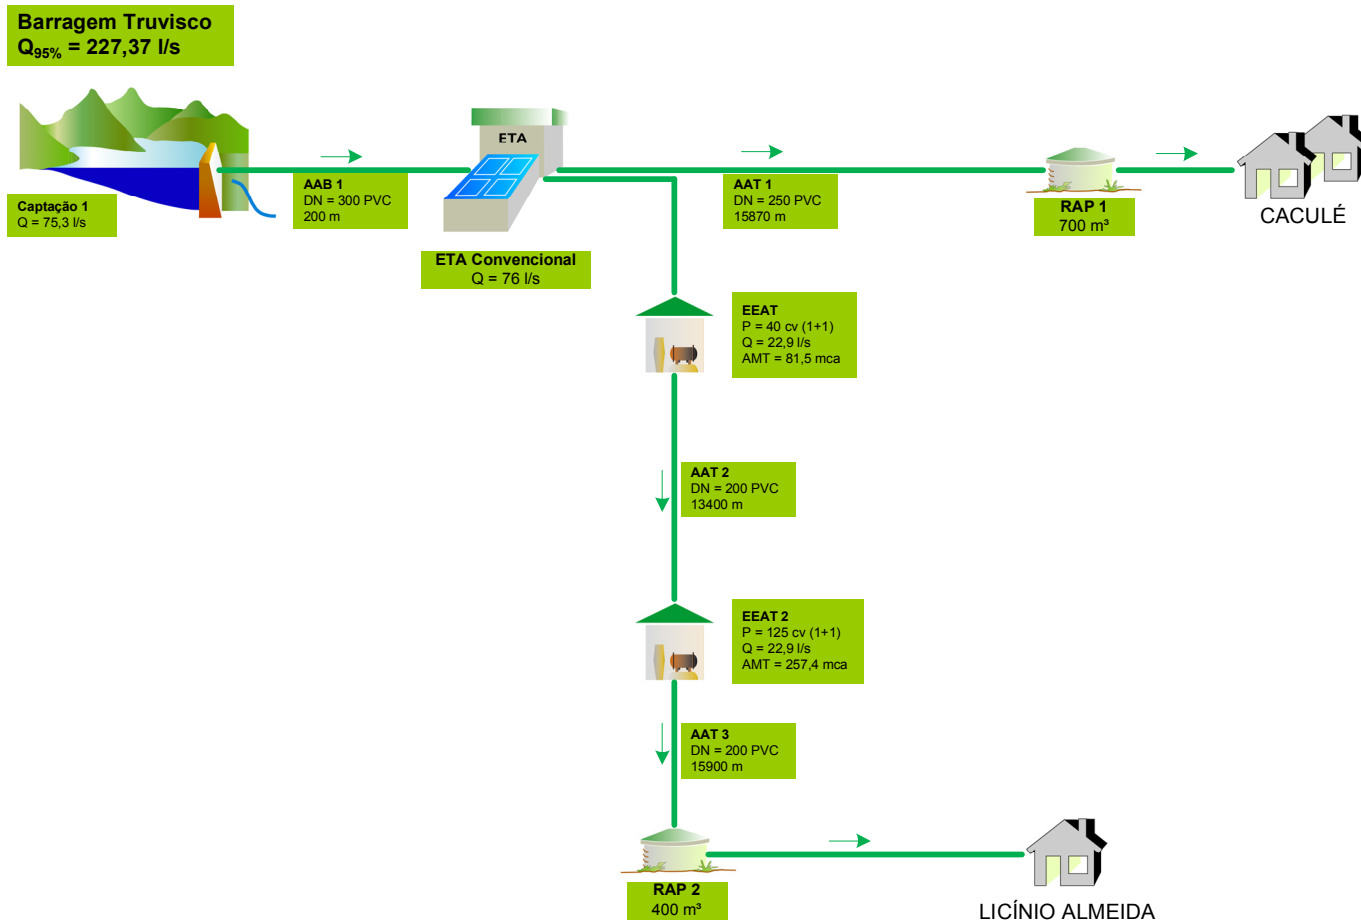 Barragem Truvisco
Q95% = 227,37 l/s
ETA
Captação 1
Q = 75,3 l/s
AAB 1
DN = 300 PVC
200 m
ETA Convencional
Q = 76 l/s
AAT 1
DN = 250 PVC
15870 m
RAP 1
700 m³
CACULÉ
EEAT
P = 40 cv (1+1)
Q = 22,9 l/s
AMT = 81,5 mca
AAT 2
DN = 200 PVC
13400 m
EEAT 2
P = 125 cv (1+1)
Q = 22,9 l/s
AMT = 257,4 mca
AAT 3
DN = 200 PVC
15900 m
RAP 2
400 m³
LICÍNIO ALMEIDA